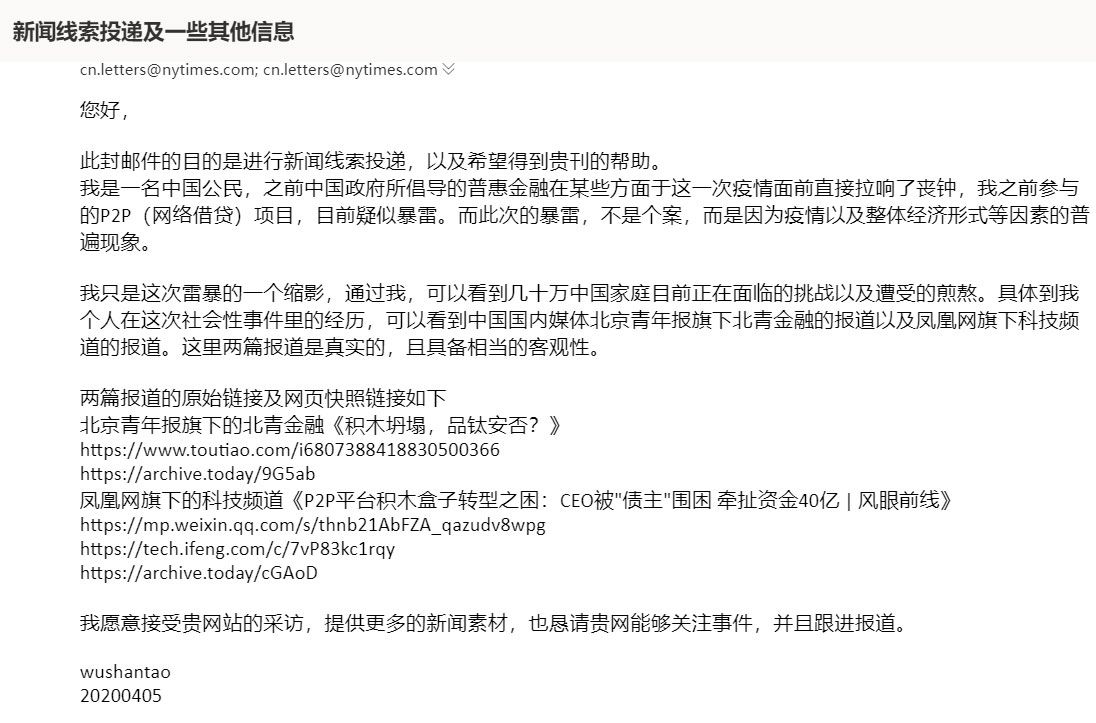 新闻线索投递及一些其他信息
cn.letters@nytimes.com; cn.letters@nytimes.com
您好，
此封邮件的目的是进行新闻线索投递，以及希望得到贵刊的帮助。
我是一名中国公民，之前中国政府所倡导的普惠金融在某些方面于这一次疫情面前直接拉响了丧钟，我之前参与
的P2P（网络借贷）项目，目前疑似暴雷。而此次的暴雷，不是个案，而是因为疫情以及整体经济形式等因素的普
遍现象。
我只是这次雷暴的一个缩影，通过我，可以看到几十万中国家庭目前正在面临的挑战以及遭受的煎熬。具体到我
个人在这次社会性事件里的经历，可以看到中国国内媒体北京青年报旗下北青金融的报道以及凤凰网旗下科技频
道的报道。这里两篇报道是真实的，且具备相当的客观性。
两篇报道的原始链接及网页快照链接如下
北京青年报旗下的北青金融《积木坍塌，品钛安否？》
https://www.toutiao.com/i6807388418830500366
https://archive.today/9G5ab
凤凰网旗下的科技频道《P2P平台积木盒子转型之困：CEO被"债主"围困 牵扯资金40亿 | 风眼前线》
https://mp.weixin.qq.com/s/thnb21AbFZA_qazudv8wpg
https://tech.ifeng.com/c/7vP83kc1rqy
https://archive.today/cGAoD
我愿意接受贵网站的采访，提供更多的新闻素材，也恳请贵网能够关注事件，并且跟进报道。
wushantao
20200405